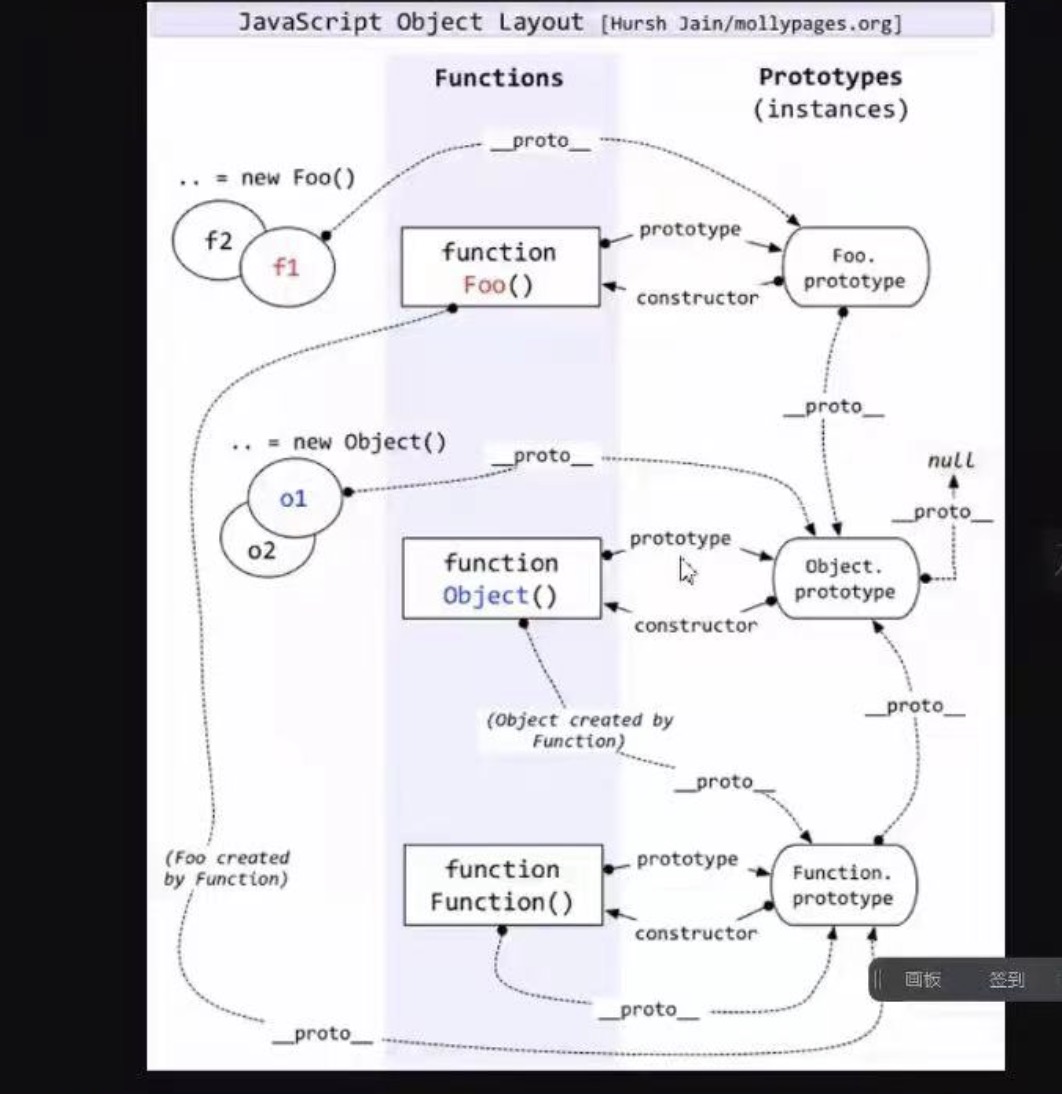 JavaScript Object Layout [Hursh Jain/mollypages.org]
Functions
Prototypes
(instances)
__proto__
.. = new Foo()
f2
f1
function
Foo()
prototype
constructor
Foo.
prototype
__proto__
.. = new Object()
__proto__
o1
o2
null
__proto__
function
Object()
prototype
constructor
Object.
prototype
(Object created by
Function)
__proto__
__proto__
(Foo created
by Function)
function
Function()
prototype
constructor
Function.
prototype
__proto__
__proto__
画板
签到